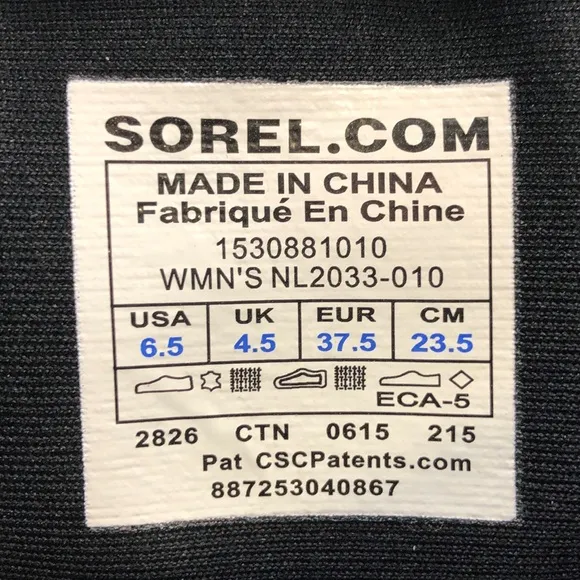 SOREL.COM
MADE IN CHINA
Fabriqué En Chine
1530881010
WMN'S NL2033-010
USA UK EUR CM
6.5 4.5 37.5 23.5
ECA-5
2826 CTN 0615 215
Pat CSCPatents.com
887253040867